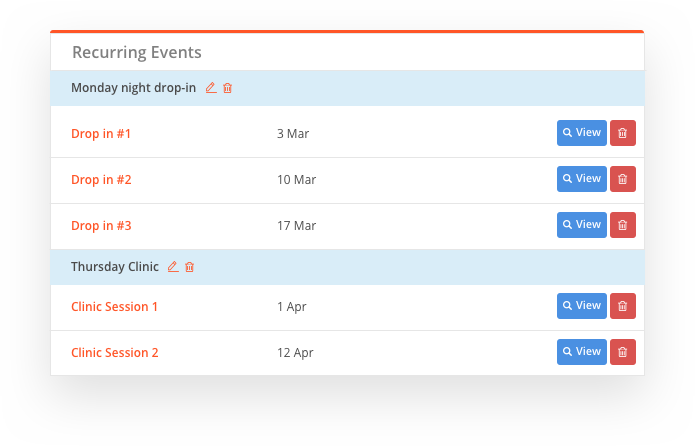 Recurring Events
Monday night drop-in
Drop in #1 3 Mar View
Drop in #2 10 Mar View
Drop in #3 17 Mar View
Thursday Clinic
Clinic Session 1 1 Apr View
Clinic Session 2 12 Apr View